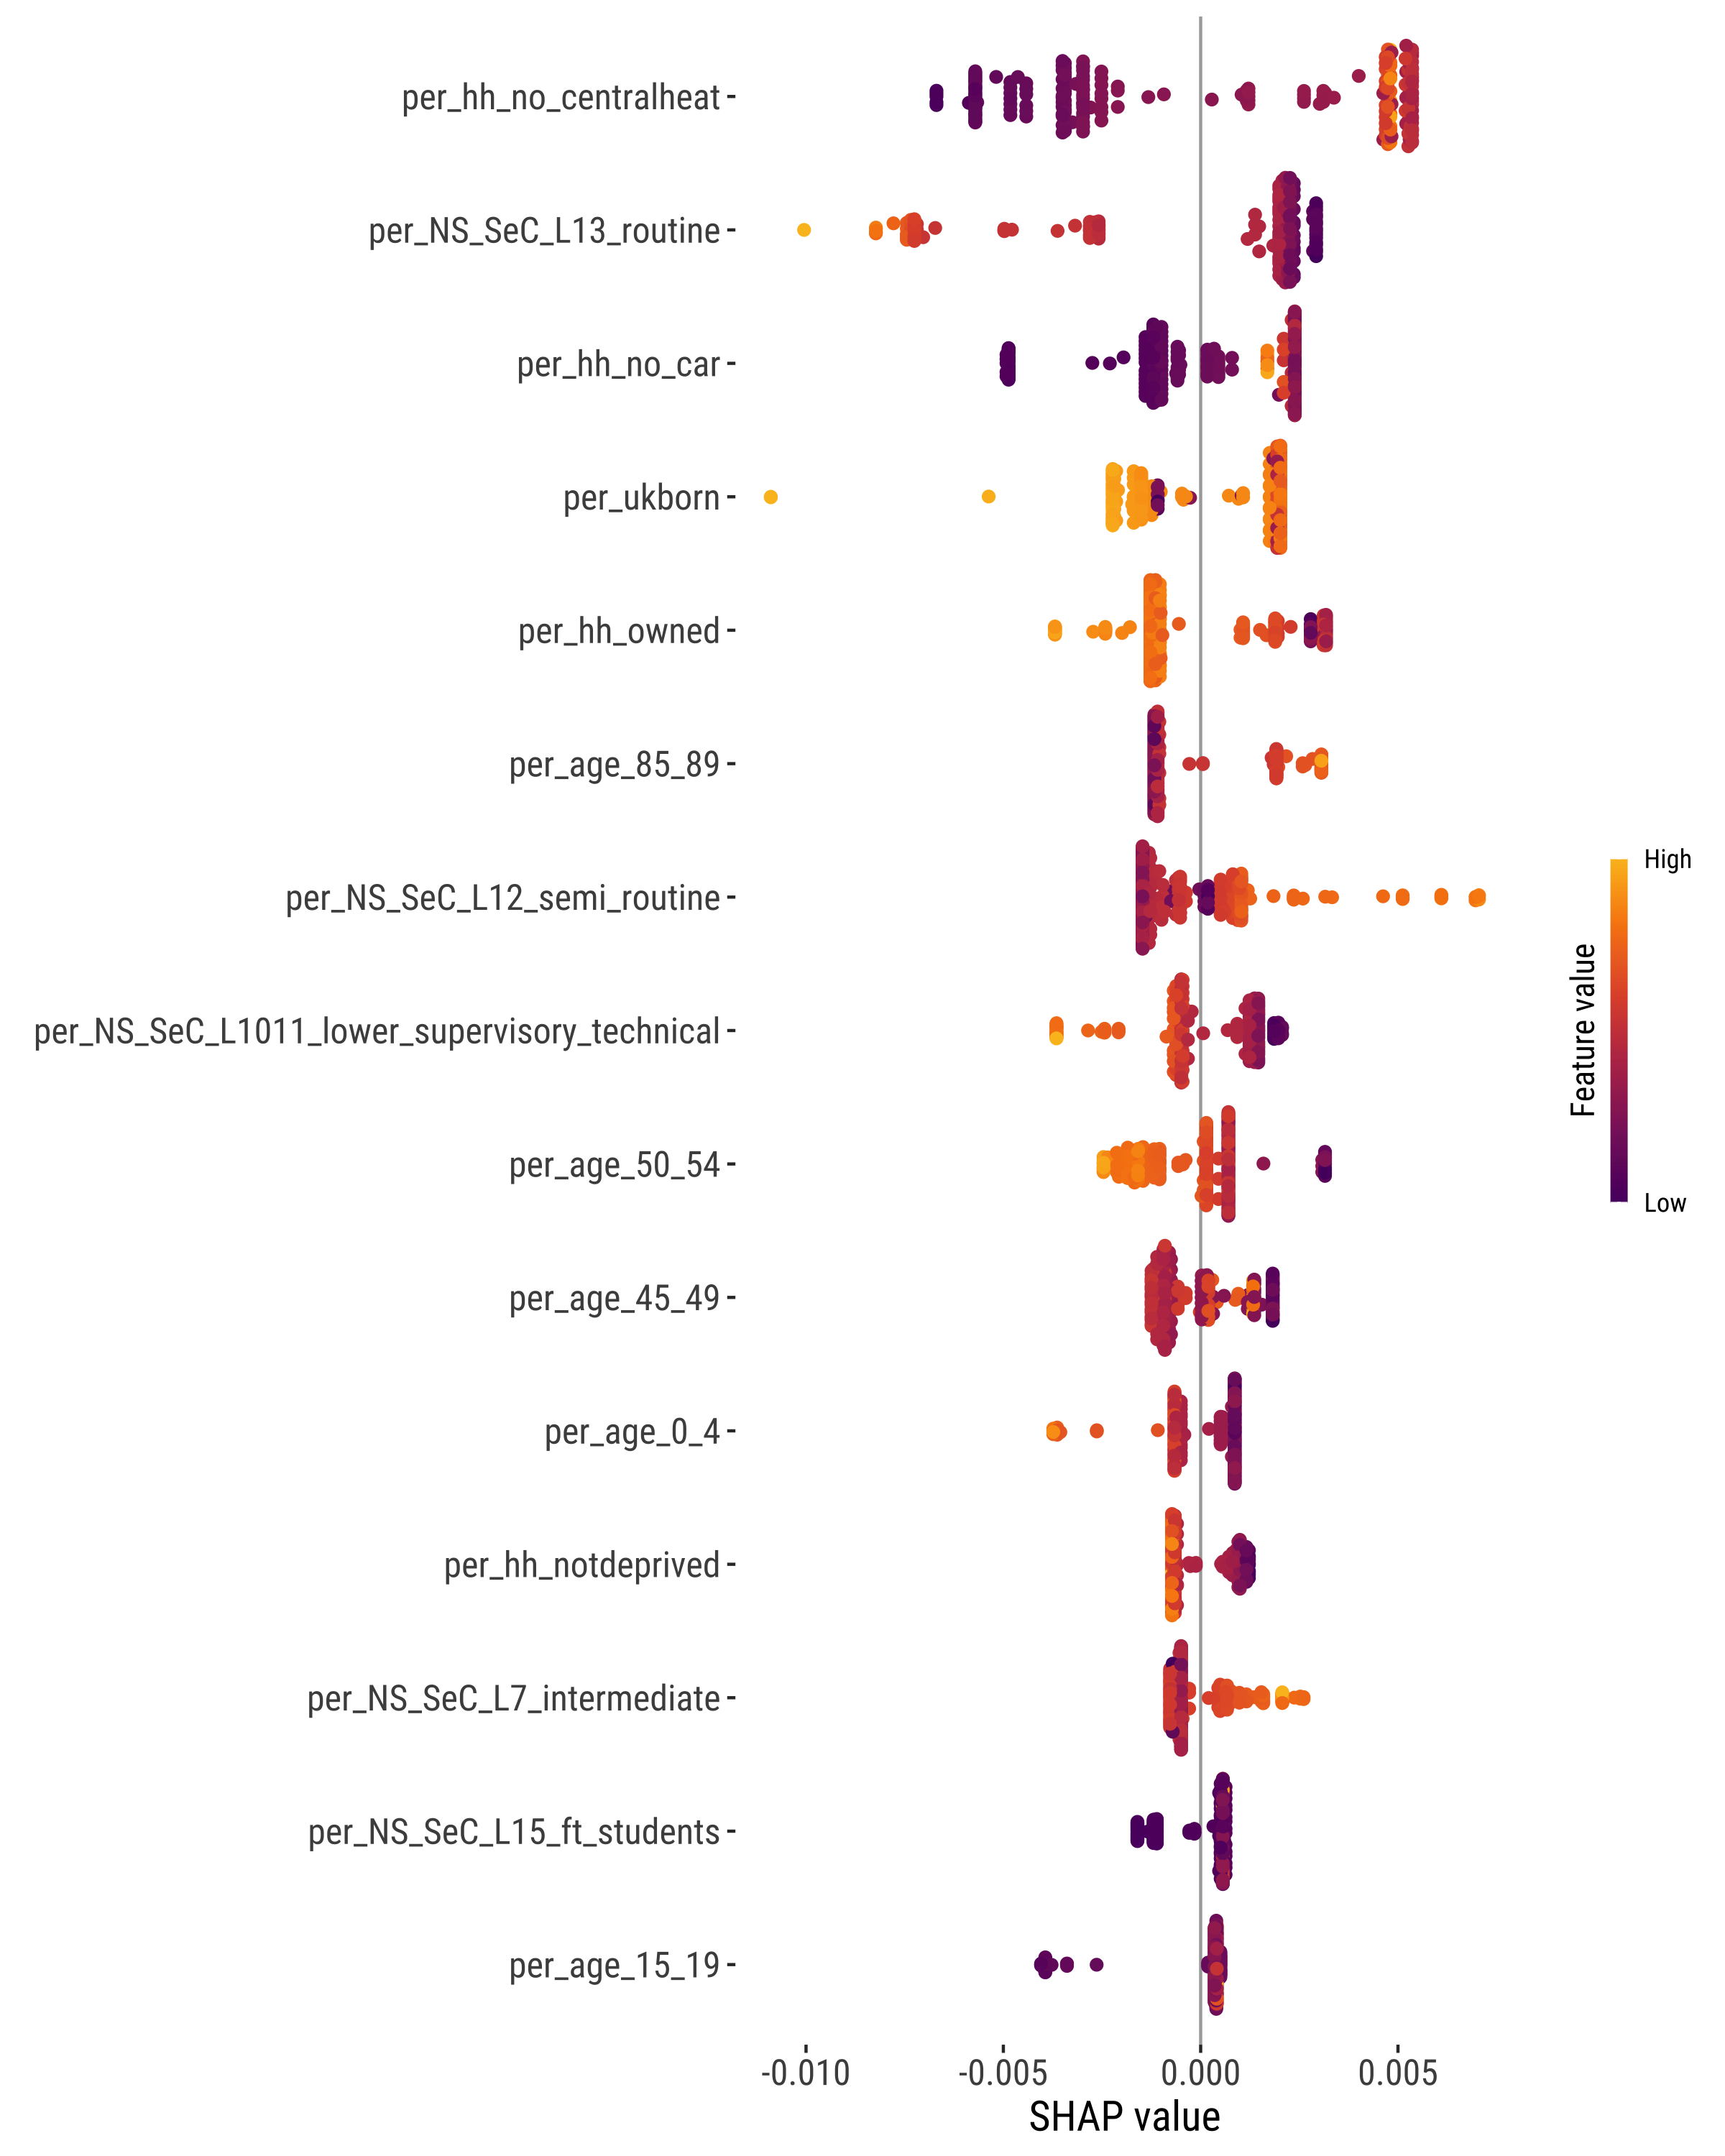 per_hh_no_centralheat
per_NS_SeC_L13_routine
per_hh_no_car
per_ukborn
per_hh_owned
per_age_85_89
per_NS_SeC_L12_semi_routine
per_NS_SeC_L1011_lower_supervisory_technical
per_age_50_54
per_age_45_49
per_age_0_4
per_hh_notdeprived
per_NS_SeC_L7_intermediate
per_NS_SeC_L15_ft_students
per_age_15_19
-0.010 -0.005 0.000 0.005
SHAP value
Feature value
High
Low